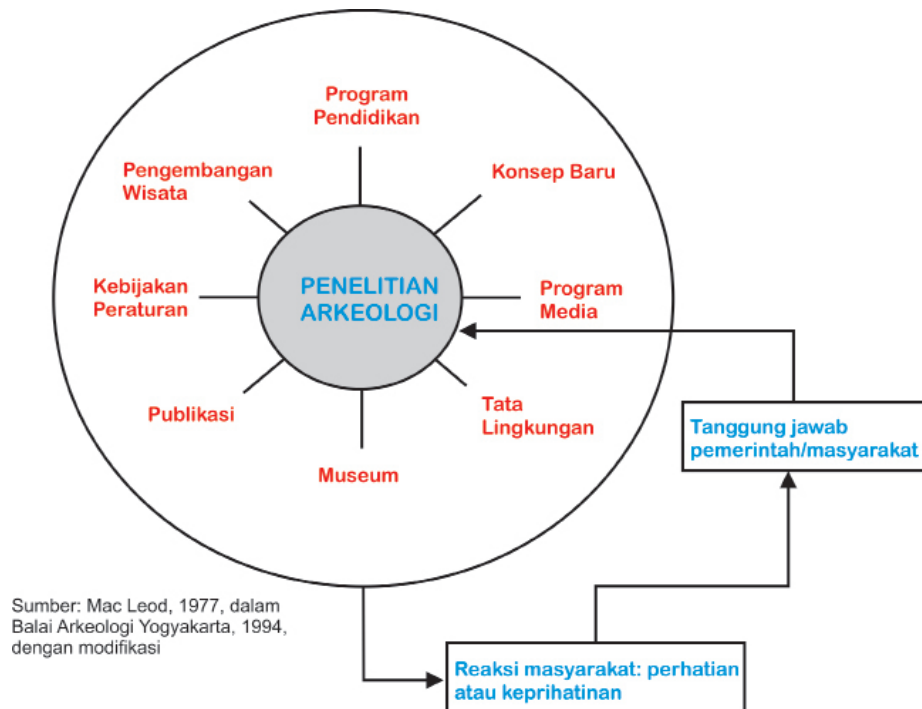 Program
Pendidikan
Pengembangan
Wisata
Konsep Baru
Kebijakan
Peraturan
PENELITIAN
ARKEOLOGI
Program
Media
Publikasi
Tata
Lingkungan
Museum
Tanggung jawab
pemerintah/masyarakat
Sumber: Mac Leod, 1977, dalam
Balai Arkeologi Yogyakarta, 1994,
dengan modifikasi
Reaksi masyarakat: perhatian
atau keprihatinan